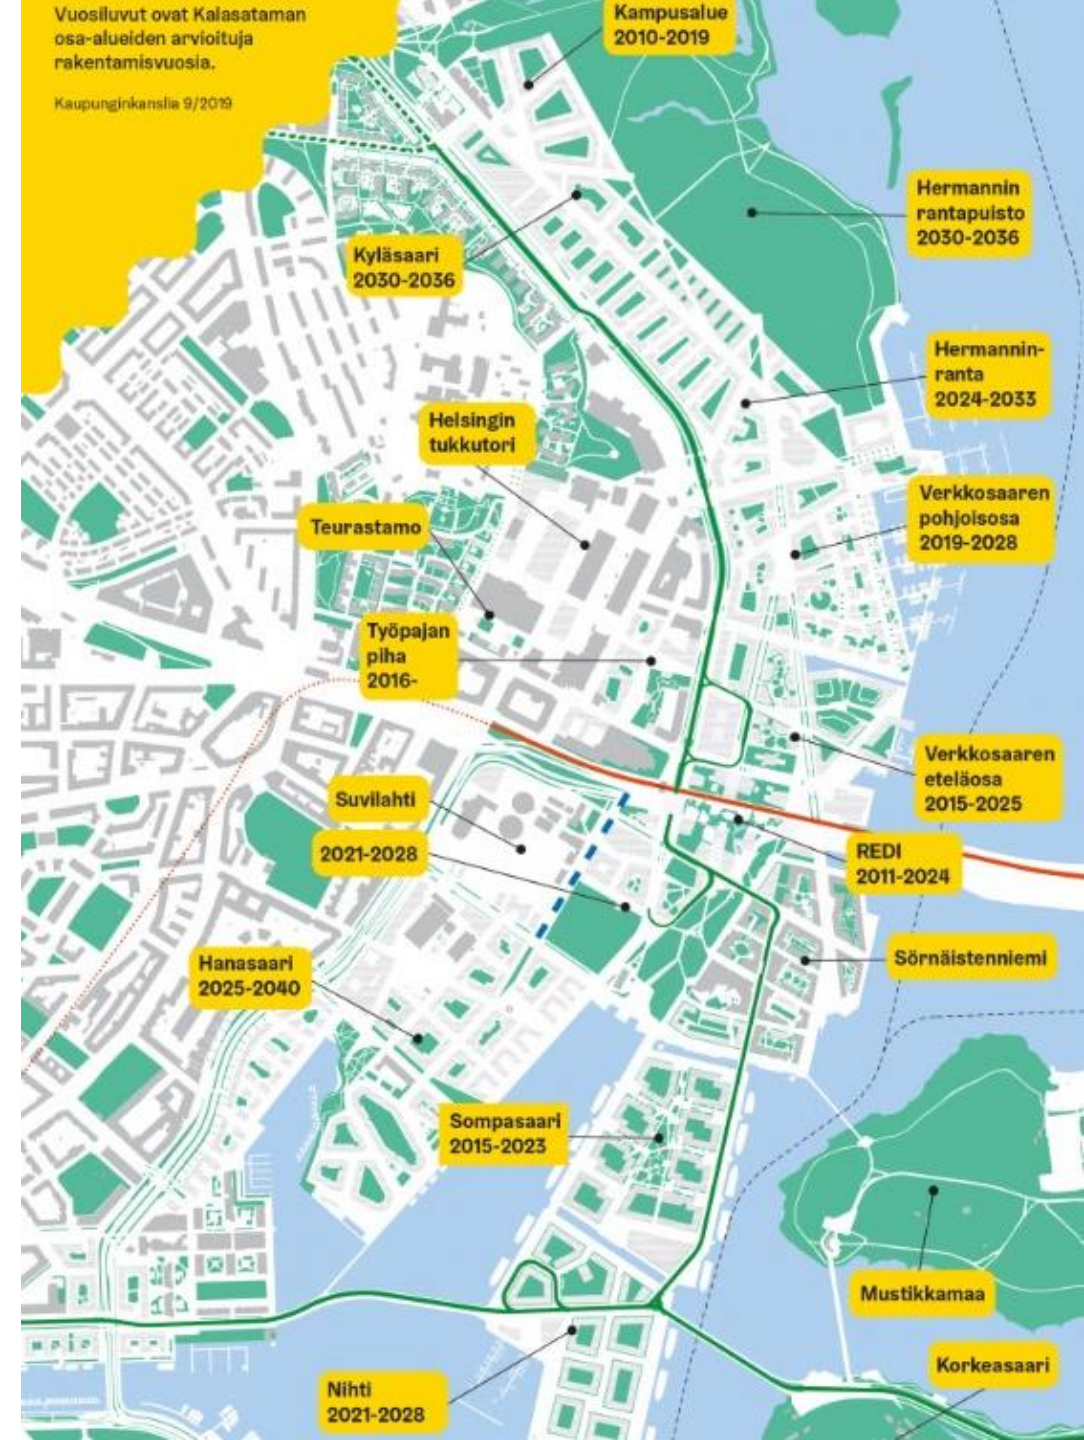 Vuosiluvut ovat Kalasataman
osa-alueiden arvioituja
rakentamisvuosia.
Kaupunginkanslia 9/2019
Kampusalue
2010-2019
Hermannin
rantapuisto
2030-2036
Kyläsaari
2030-2036
Hermannin-
ranta
2024-2033
Helsingin
tukkutori
Verkkosaaren
pohjoisosa
2019-2028
Teurastamo
Työpajan
piha
2016-
Verkkosaaren
eteläosa
2015-2025
Suvilahti
2021-2028
REDI
2011-2024
Sörnäistenniemi
Hanasaari
2025-2040
Sompasaari
2015-2023
Mustikkamaa
Korkeasaari
Nihti
2021-2028